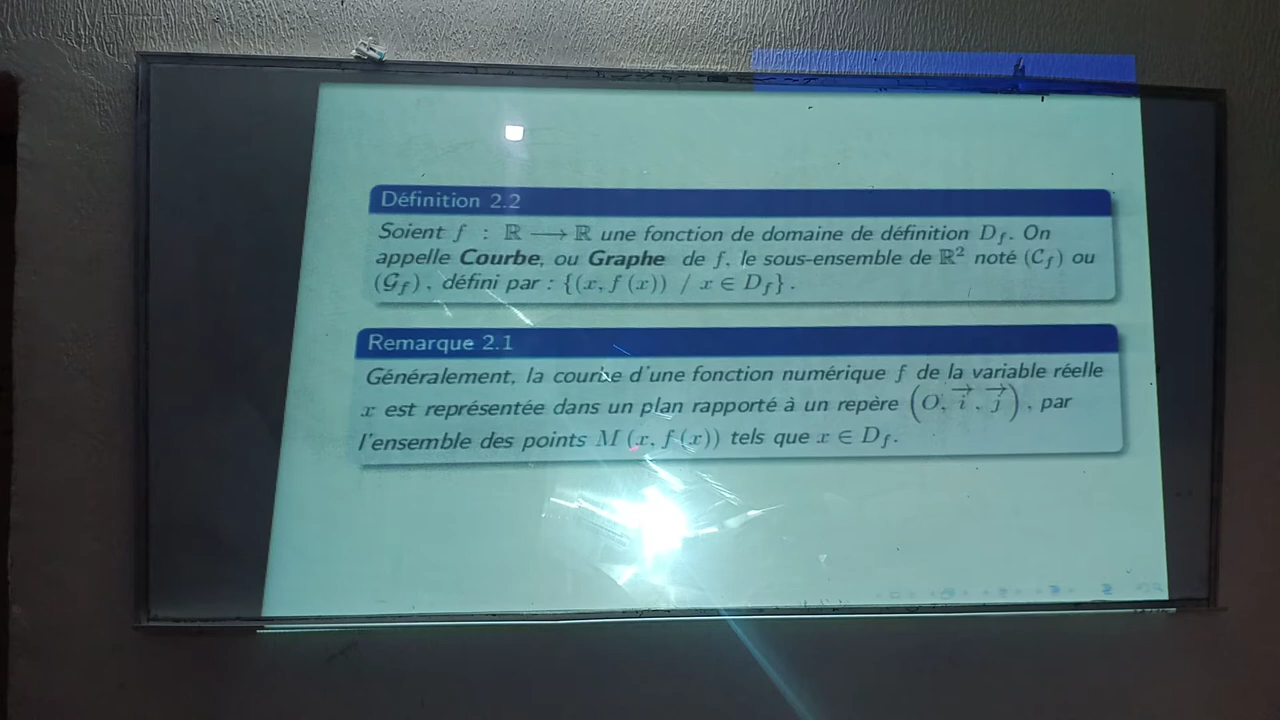 Définition 2.2
Soient f : ℝ ⟶ ℝ une fonction de domaine de définition D_f. On
appelle Courbe, ou Graphe de f, le sous-ensemble de ℝ² noté (C_f) ou
(G_f), défini par : {(x, f(x)) / x ∈ D_f}.
Remarque 2.1
Généralement, la courbe d'une fonction numérique f de la variable réelle
x est représentée dans un plan rapporté à un repère (O, i⃗, j⃗), par
l'ensemble des points M(x, f(x)) tels que x ∈ D_f.